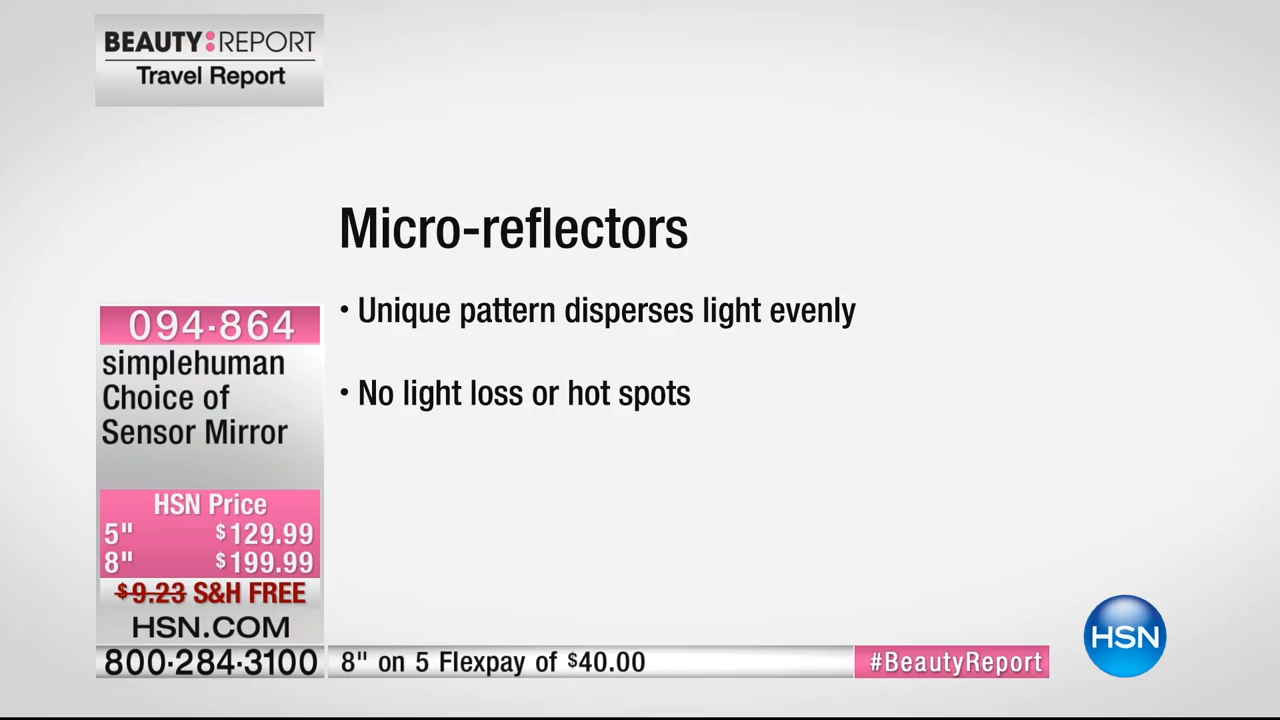 BEAUTY:REPORT
Travel Report
Micro-reflectors
• Unique pattern disperses light evenly
• No light loss or hot spots
094·864
simplehuman
Choice of
Sensor Mirror
HSN Price
5" $129.99
8" $199.99
$9.23 S&H FREE
HSN.COM
800·284·3100
8" on 5 Flexpay of $40.00
#BeautyReport
HSN